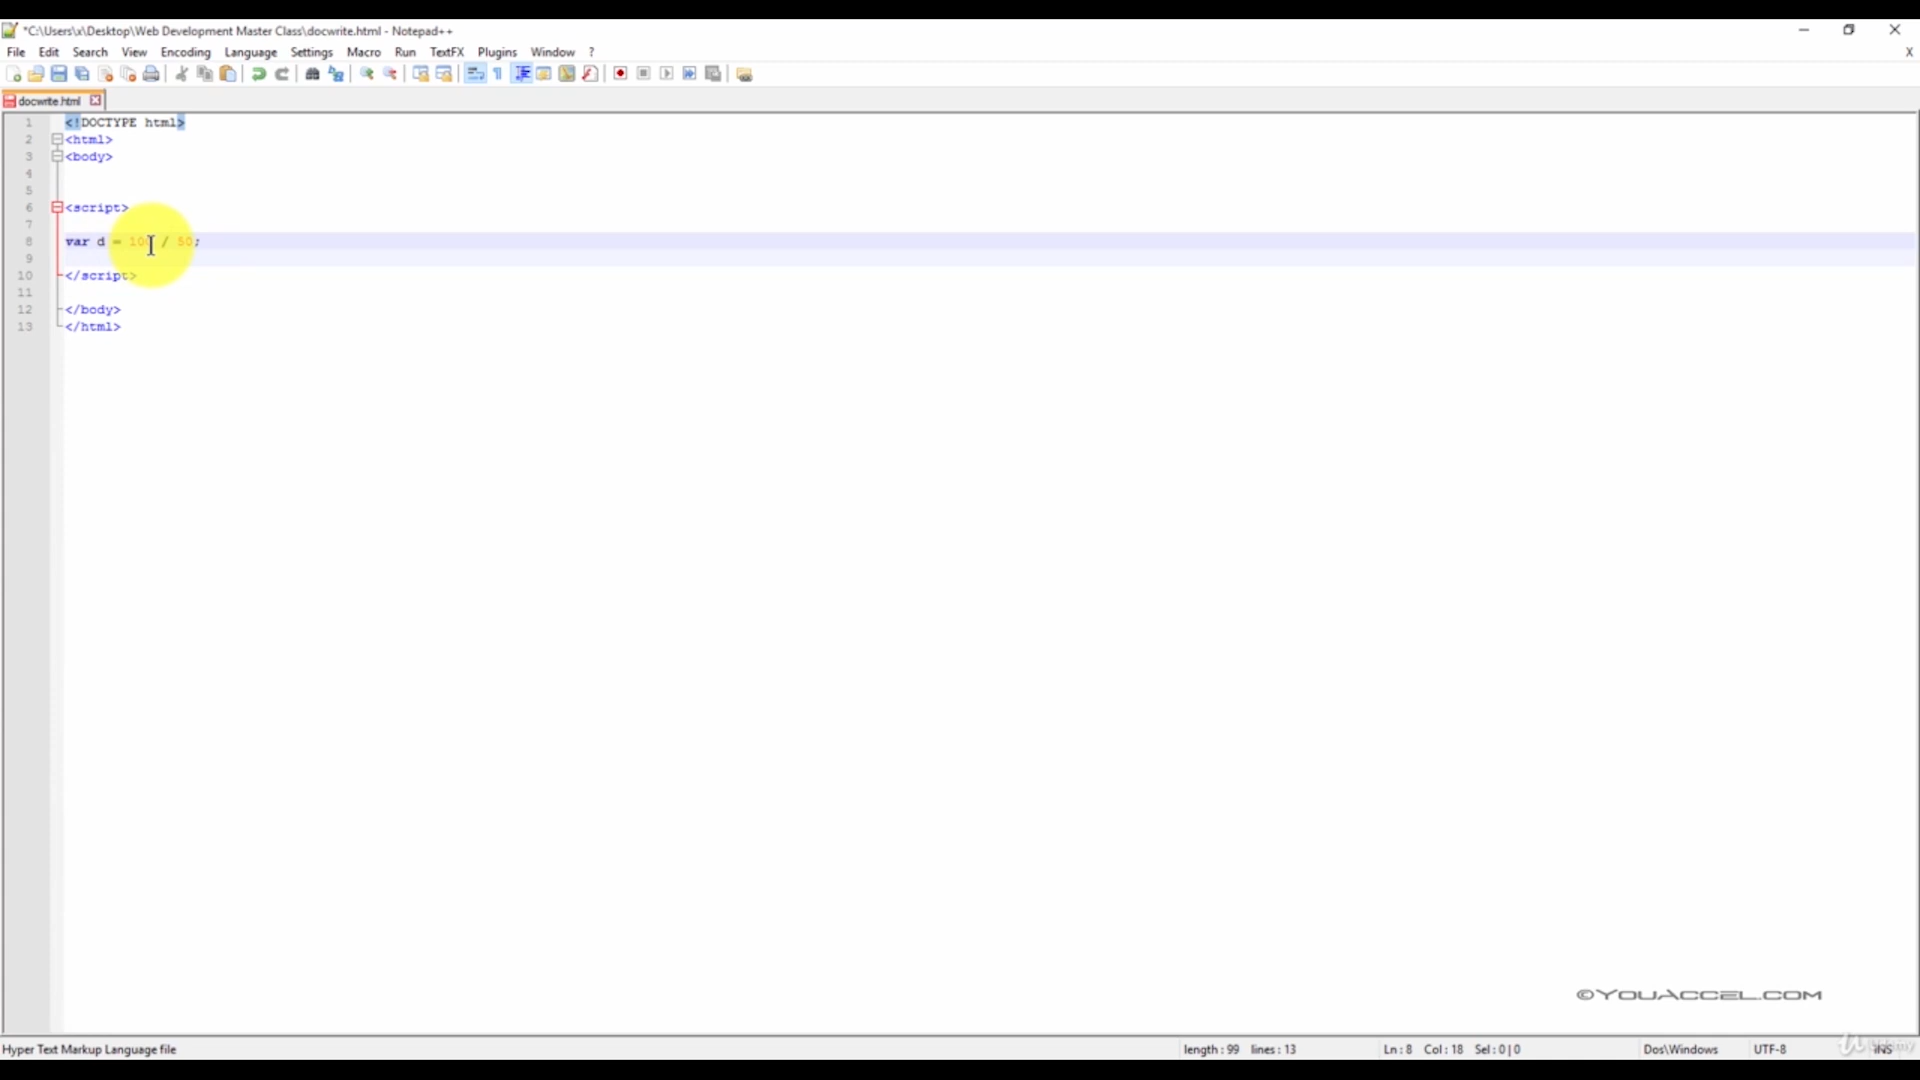 *C:\Users\x\Desktop\Web Development Master Class\docwrite.html - Notepad++
File Edit Search View Encoding Language Settings Macro Run TextFX Plugins Window ? X
docwrite.html
1 <!DOCTYPE html>
2 <html>
3 <body>
4
5
6 <script>
7
8 var d = 100 / 50;
9
10 </script>
11
12 </body>
13 </html>
©YOUACCEL.COM
Hyper Text Markup Language file length : 99 lines : 13 Ln : 8 Col : 18 Sel : 0 | 0 Dos\Windows UTF-8 INS
Udemy